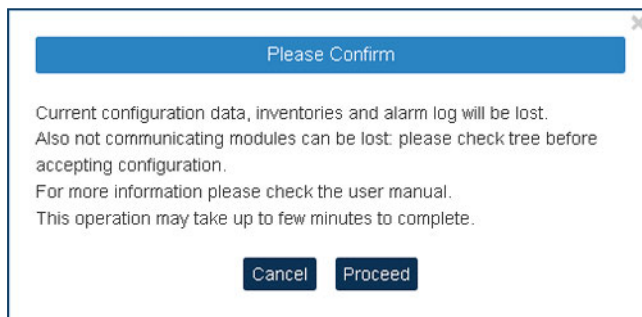 Please Confirm
Current configuration data, inventories and alarm log will be lost.
Also not communicating modules can be lost: please check tree before
accepting configuration.
For more information please check the user manual.
This operation may take up to few minutes to complete.
Cancel Proceed